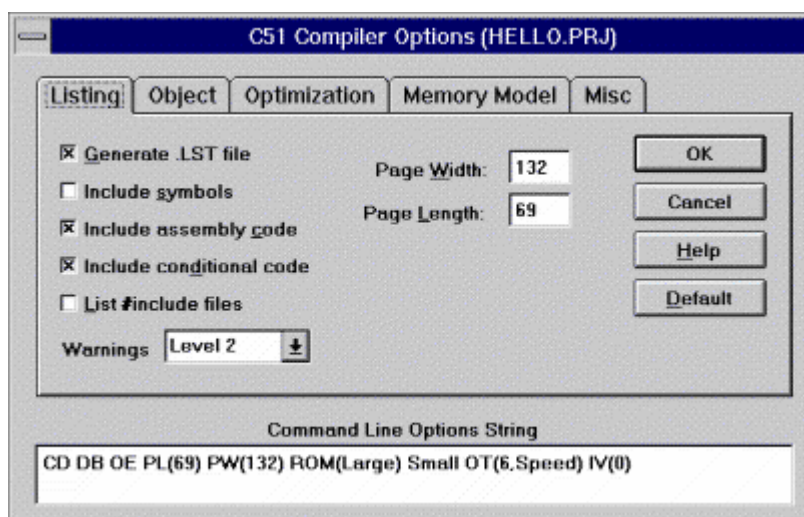 C51 Compiler Options (HELLO.PRJ)
Listing Object Optimization Memory Model Misc
Generate .LST file
Include symbols
Include assembly code
Include conditional code
List #include files
Warnings Level 2
Page Width: 132
Page Length: 69
OK
Cancel
Help
Default
Command Line Options String
CD DB OE PL(69) PW(132) ROM(Large) Small OT(6,Speed) IV(0)